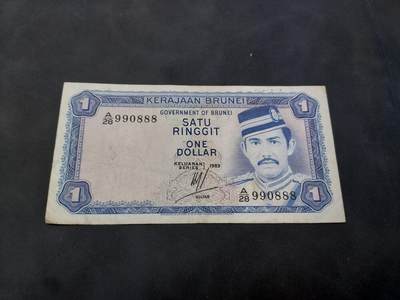 1 KERAJAAN BRUNEI 1
GOVERNMENT OF BRUNEI
A/28 990888
SATU
RINGGIT
ONE
DOLLAR
KELUARAN
SERIES 1983
SULTAN
A/28 990888
1 1